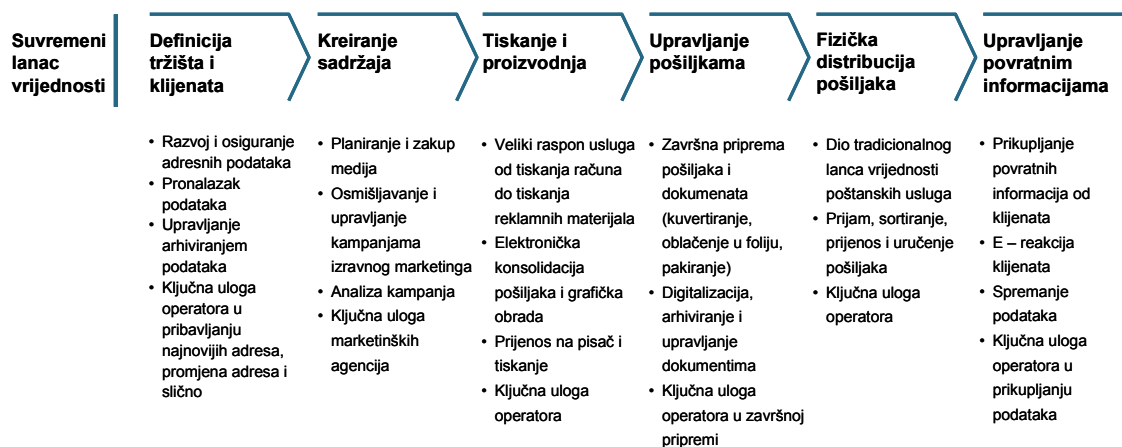 Suvremeni
lanac
vrijednosti
Definicija
tržišta i
klijenata
Kreiranje
sadržaja
Tiskanje i
proizvodnja
Upravljanje
pošiljkama
Fizička
distribucija
pošiljaka
Upravljanje
povratnim
informacijama
• Razvoj i osiguranje
adresnih podataka
• Pronalazak
podataka
• Upravljanje
arhiviranjem
podataka
• Ključna uloga
operatora u
pribavljanju
najnovijih adresa,
promjena adresa i
slično
• Planiranje i zakup
medija
• Osmišljavanje i
upravljanje
kampanjama
izravnog marketinga
• Analiza kampanja
• Ključna uloga
marketinških
agencija
• Veliki raspon usluga
od tiskanja računa
do tiskanja
reklamnih materijala
• Elektronička
konsolidacija
pošiljaka i grafička
obrada
• Prijenos na pisač i
tiskanje
• Ključna uloga
operatora
• Završna priprema
pošiljaka i
dokumenata
(kuvertiranje,
oblačenje u foliju,
pakiranje)
• Digitalizacija,
arhiviranje i
upravljanje
dokumentima
• Ključna uloga
operatora u završnoj
pripremi
• Dio tradicionalnog
lanca vrijednosti
poštanskih usluga
• Prijam, sortiranje,
prijenos i uručenje
pošiljaka
• Ključna uloga
operatora
• Prikupljanje
povratnih
informacija od
klijenata
• E – reakcija
klijenata
• Spremanje
podataka
• Ključna uloga
operatora u
prikupljanju
podataka